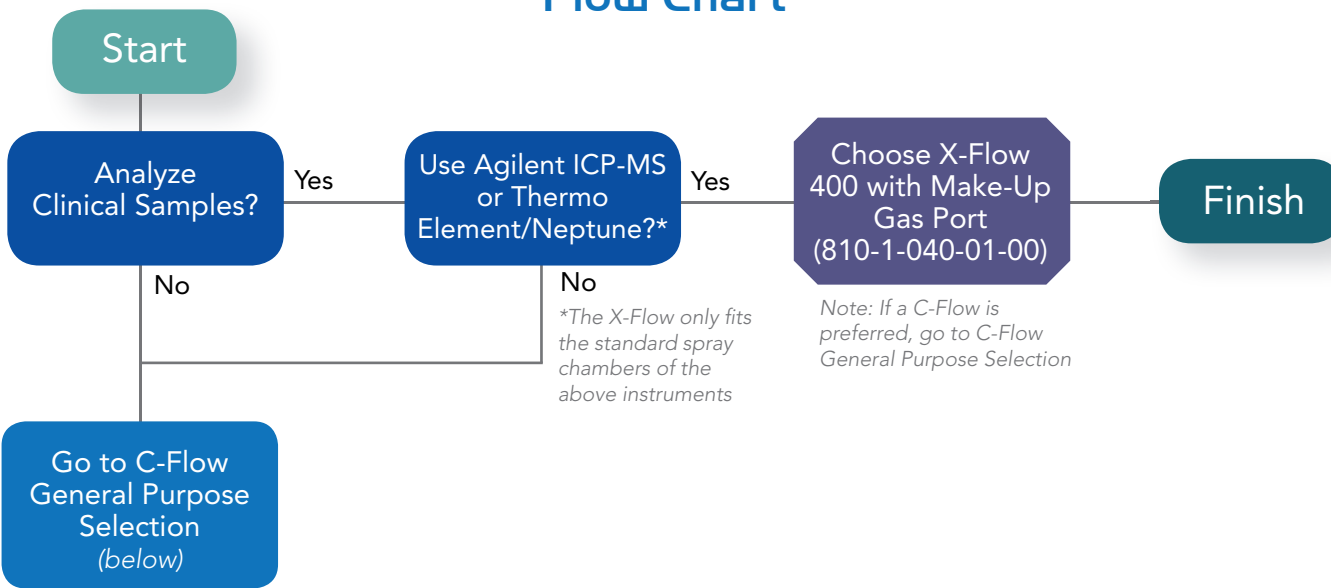 Flow Chart
Start
Analyze
Clinical Samples?
Yes
Use Agilent ICP-MS
or Thermo
Element/Neptune?*
Yes
Choose X-Flow
400 with Make-Up
Gas Port
(810-1-040-01-00)
Finish
No
No
*The X-Flow only fits
the standard spray
chambers of the
above instruments
Note: If a C-Flow is
preferred, go to C-Flow
General Purpose Selection
Go to C-Flow
General Purpose
Selection
(below)